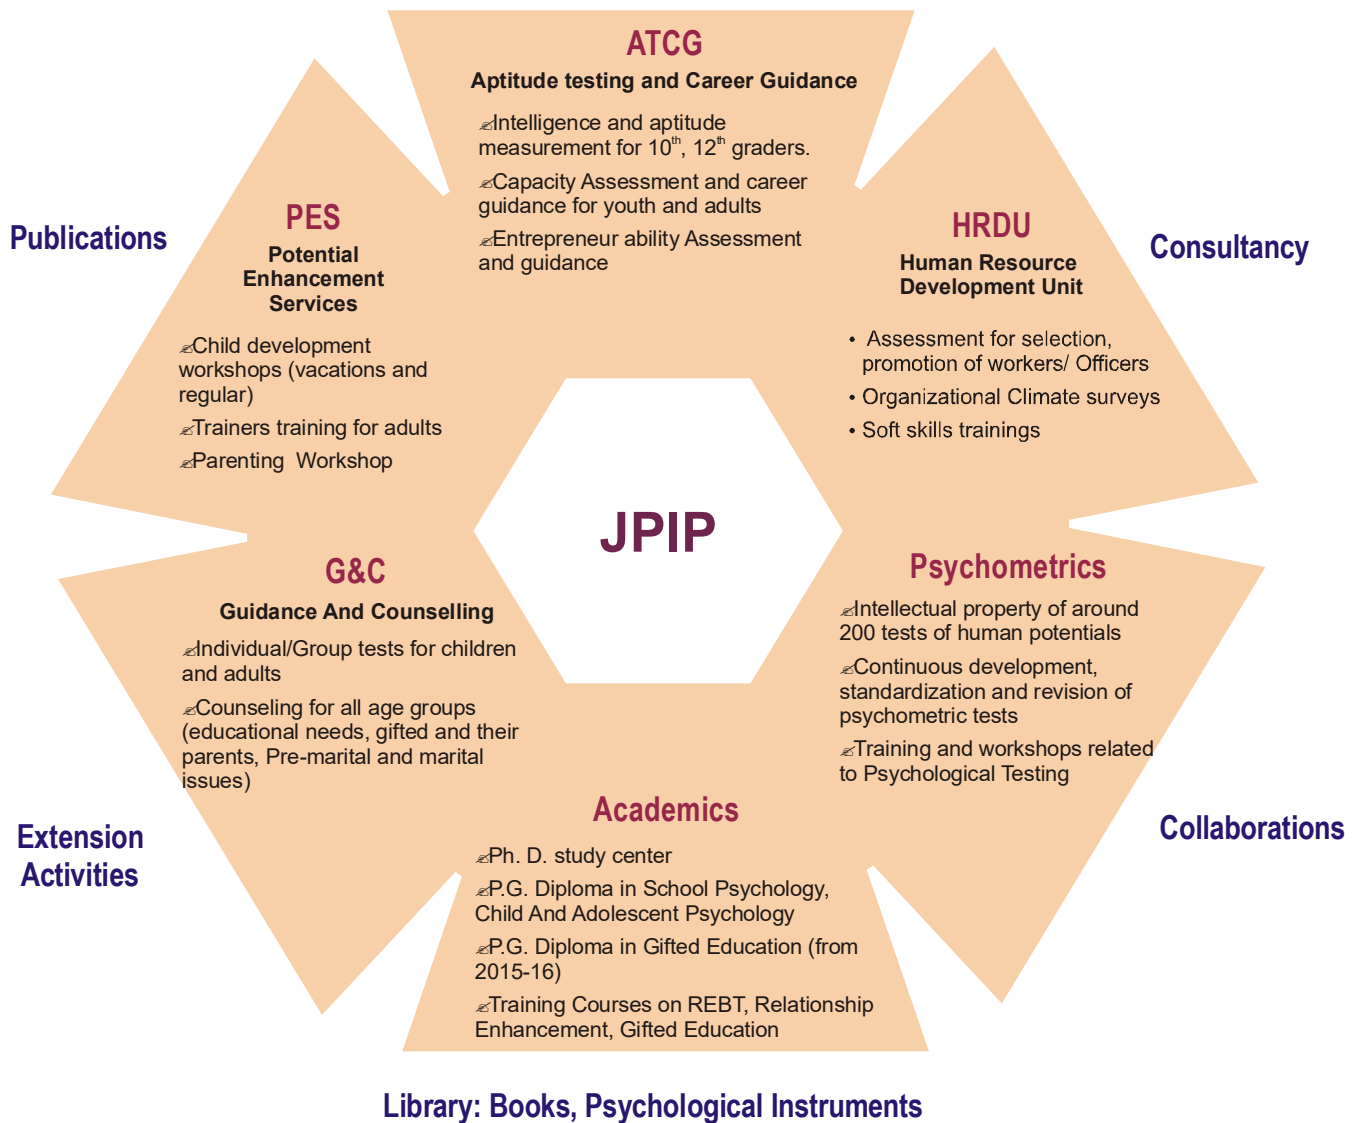 ATCG
Aptitude testing and Career Guidance
Intelligence and aptitude
measurement for 10th, 12th graders.
Capacity Assessment and career
guidance for youth and adults
Entrepreneur ability Assessment
and guidance
PES
Potential
Enhancement
Services
Child development
workshops (vacations and
regular)
Trainers training for adults
Parenting Workshop
Publications
HRDU
Human Resource
Development Unit
• Assessment for selection,
promotion of workers/ Officers
• Organizational Climate surveys
• Soft skills trainings
Consultancy
JPIP
G&C
Guidance And Counselling
Individual/Group tests for children
and adults
Counseling for all age groups
(educational needs, gifted and their
parents, Pre-marital and marital
issues)
Psychometrics
Intellectual property of around
200 tests of human potentials
Continuous development,
standardization and revision of
psychometric tests
Training and workshops related
to Psychological Testing
Extension
Activities
Academics
Ph. D. study center
P.G. Diploma in School Psychology,
Child And Adolescent Psychology
P.G. Diploma in Gifted Education (from
2015-16)
Training Courses on REBT, Relationship
Enhancement, Gifted Education
Collaborations
Library: Books, Psychological Instruments